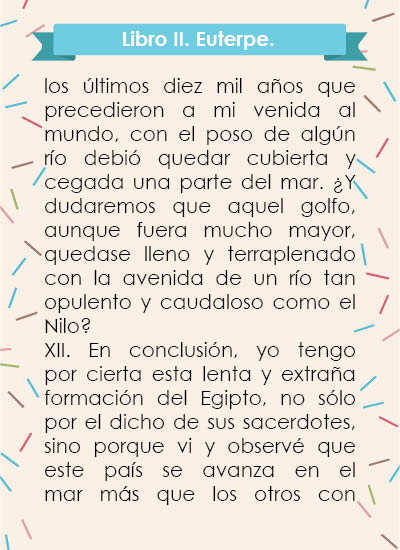 Libro II. Euterpe.
los últimos diez mil años que
precedieron a mi venida al
mundo, con el poso de algún
río debió quedar cubierta y
cegada una parte del mar. ¿Y
dudaremos que aquel golfo,
aunque fuera mucho mayor,
quedase lleno y terraplenado
con la avenida de un río tan
opulento y caudaloso como el
Nilo?
XII. En conclusión, yo tengo
por cierta esta lenta y extraña
formación del Egipto, no sólo
por el dicho de sus sacerdotes,
sino porque vi y observé que
este país se avanza en el
mar más que los otros con